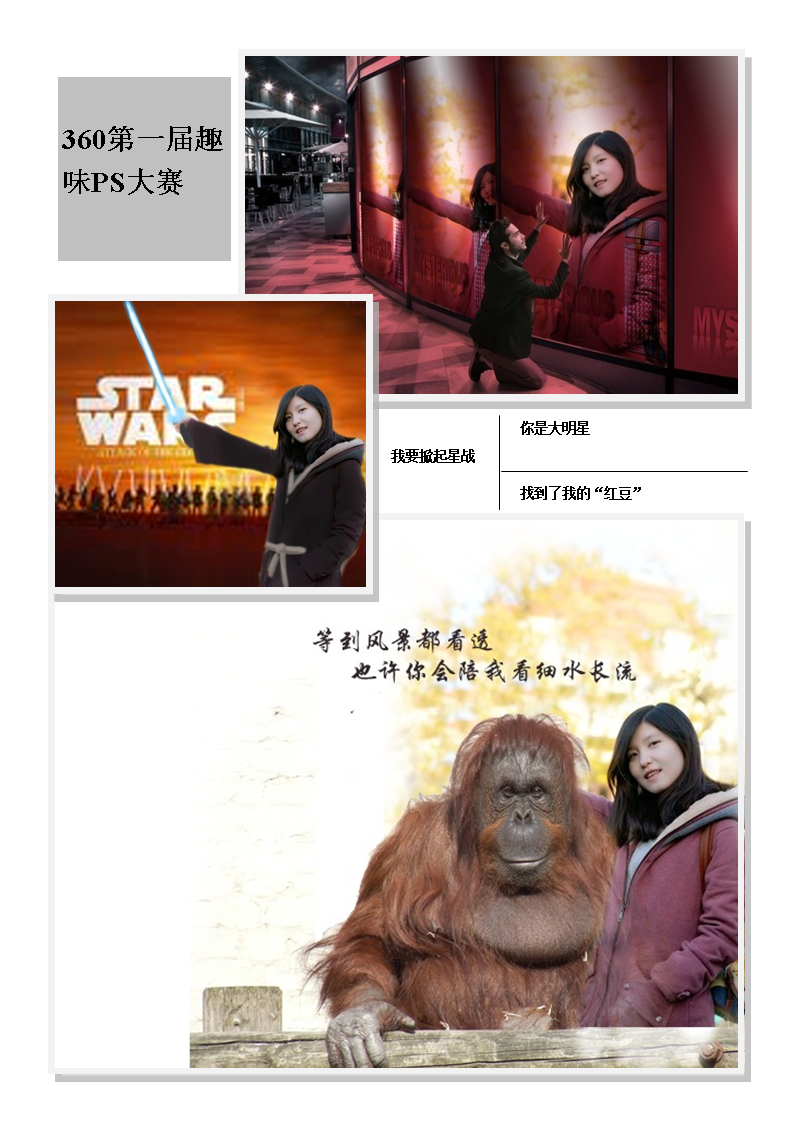 360第一届趣
味PS大赛
MYSTERIOUS
MYSTERIOUS
MYS
STAR
WARS
ATTACK OF THE
我要掀起星战
你是大明星
找到了我的“红豆”
等到风景都看透
也许你会陪我看细水长流